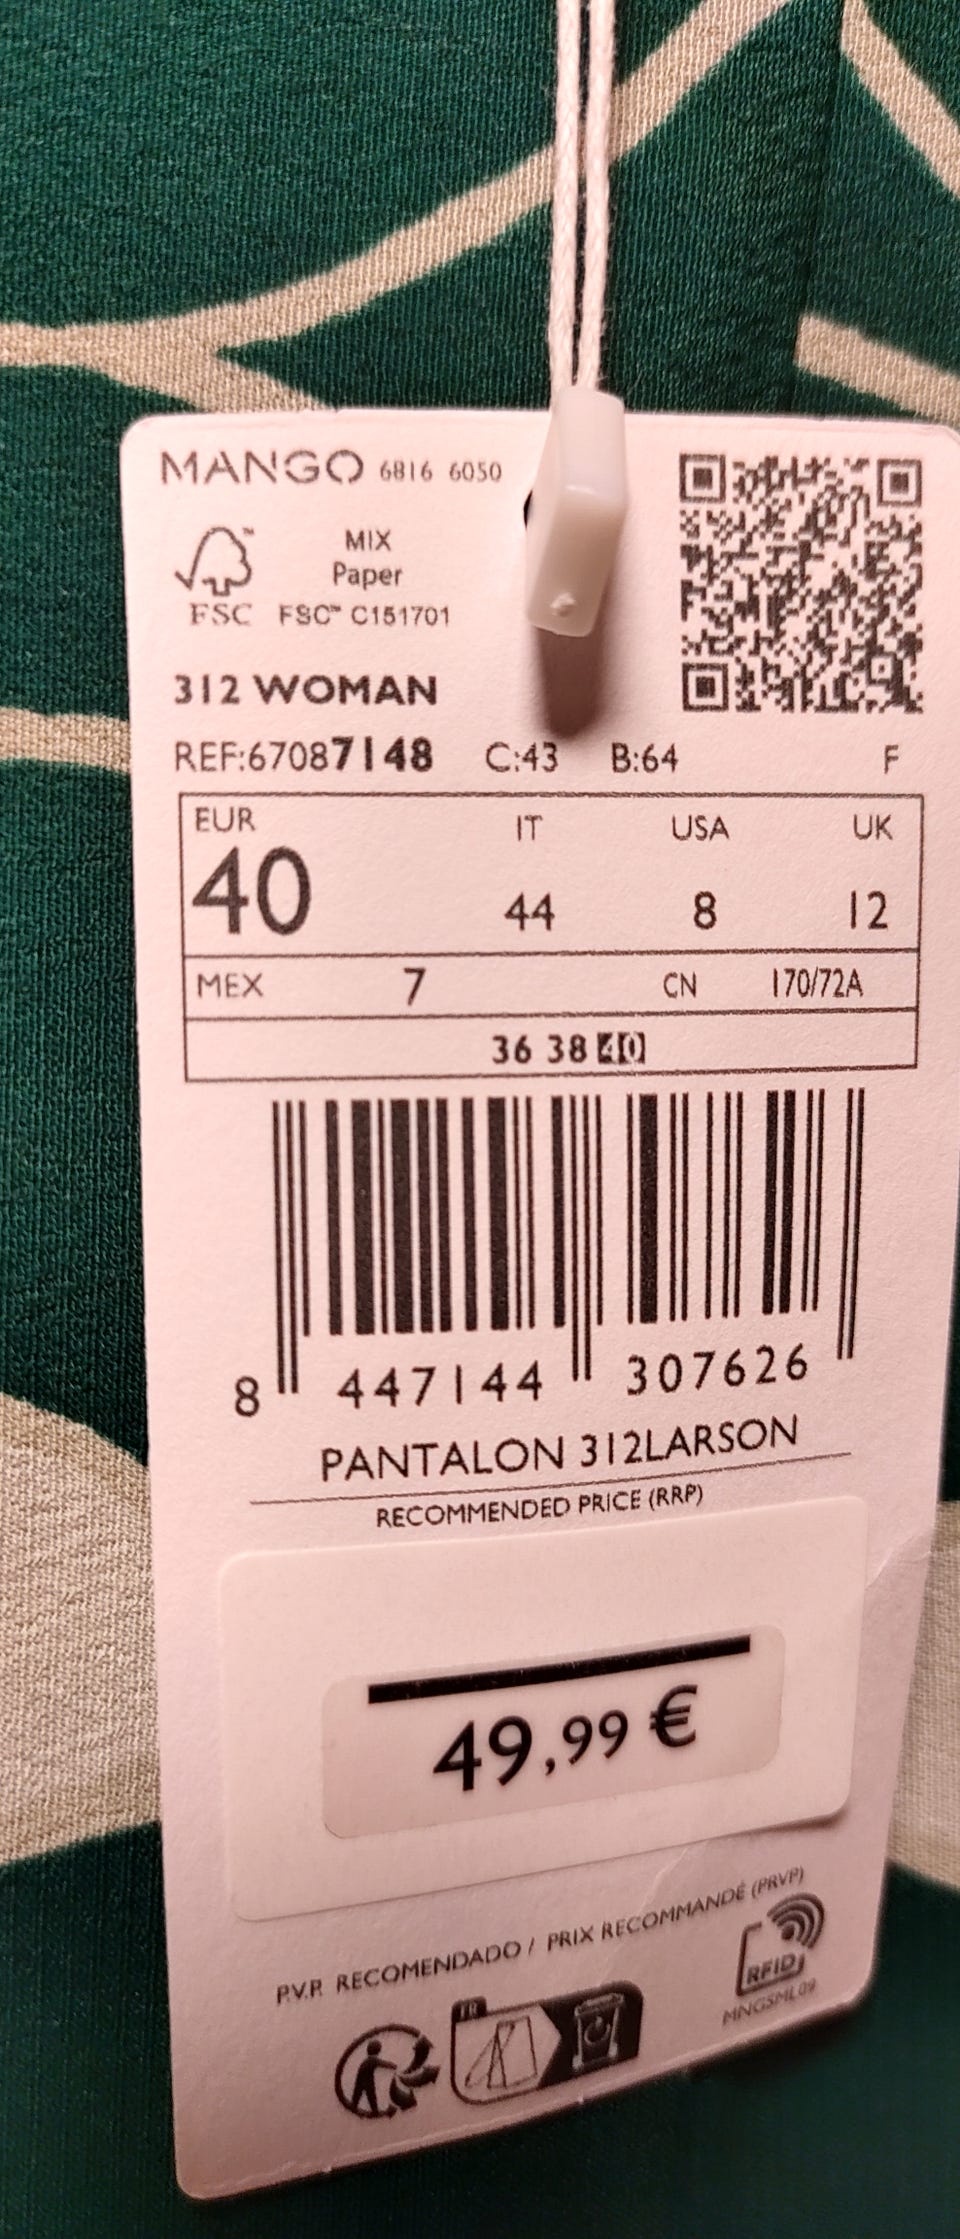 MANGO 6816 6050
MIX
Paper
FSC FSC™ C151701
312 WOMAN
REF:67087148 C:43 B:64 F
EUR IT USA UK
40 44 8 12
MEX 7 CN 170/72A
36 38 40
8 447144 307626
PANTALON 312LARSON
RECOMMENDED PRICE (RRP)
49,99 €
P.V.P. RECOMENDADO / PRIX RECOMMANDÉ (PRVP)
RFID
MNGSML09
FR